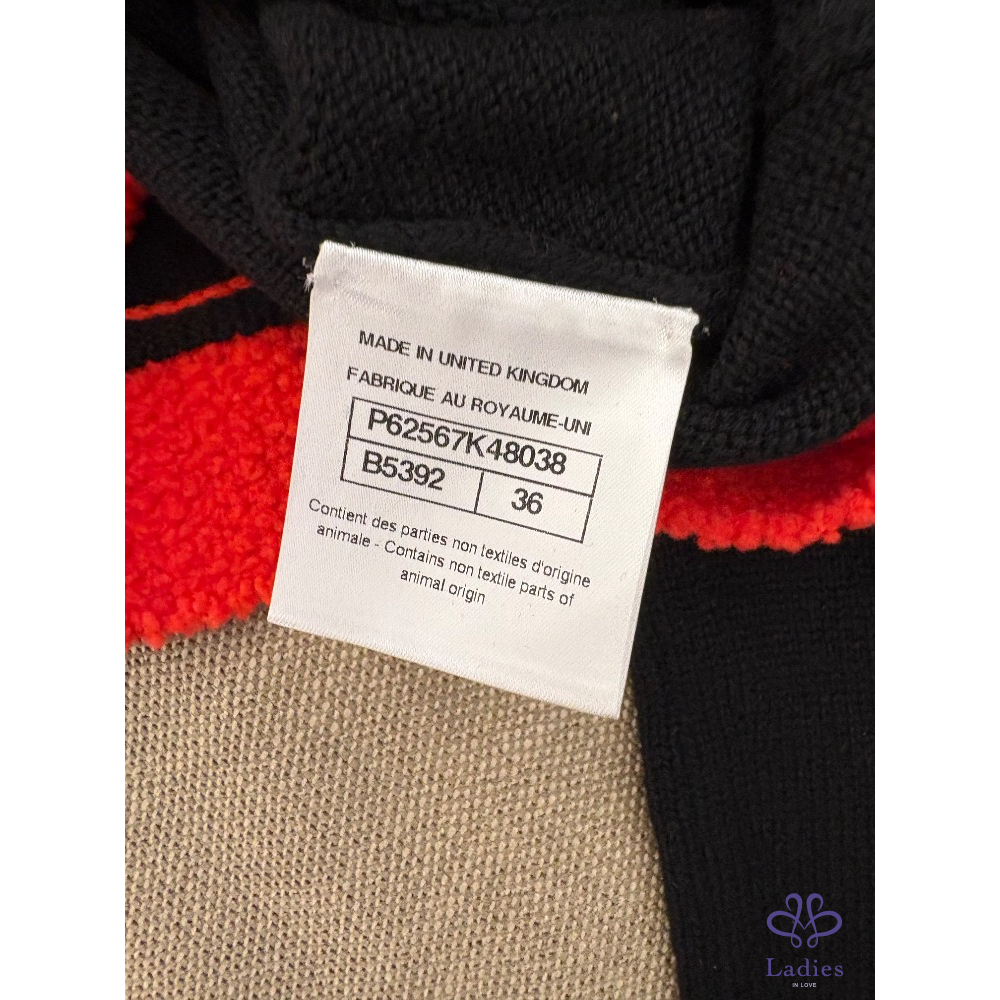 MADE IN UNITED KINGDOM
FABRIQUE AU ROYAUME-UNI
P62567K48038
B5392 36
Contient des parties non textiles d'origine
animale - Contains non textile parts of
animal origin
Ladies
IN LOVE